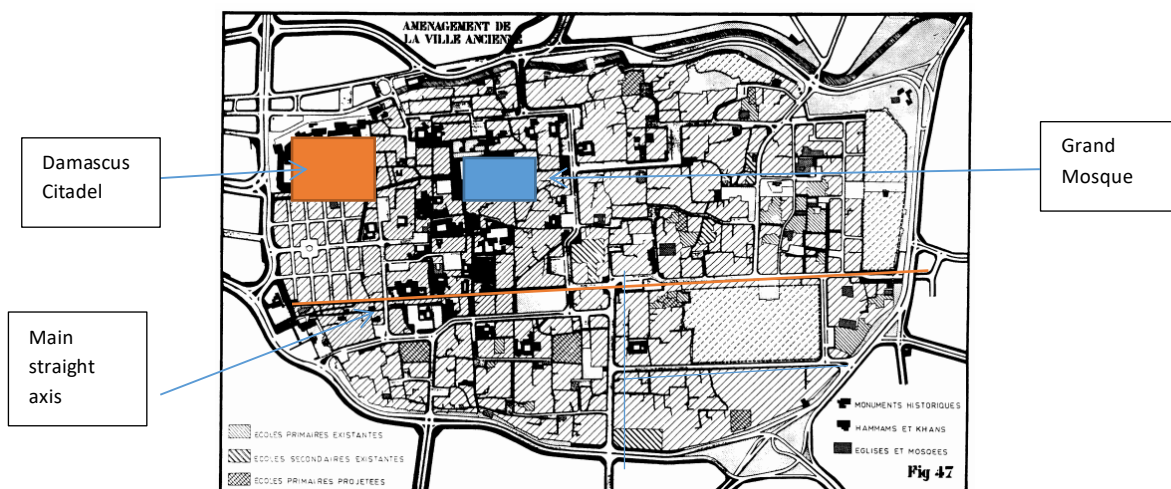 AMENAGEMENT DE
LA VILLE ANCIENNE
Damascus
Citadel
Grand
Mosque
Main
straight
axis
ECOLES PRIMAIRES EXISTANTES
ECOLES SECONDAIRES EXISTANTES
ECOLES PRIMAIRES PROJETEES
MONUMENTS HISTORIQUES
HAMMAMS ET KHANS
EGLISES ET MOSQEES
Fig 47